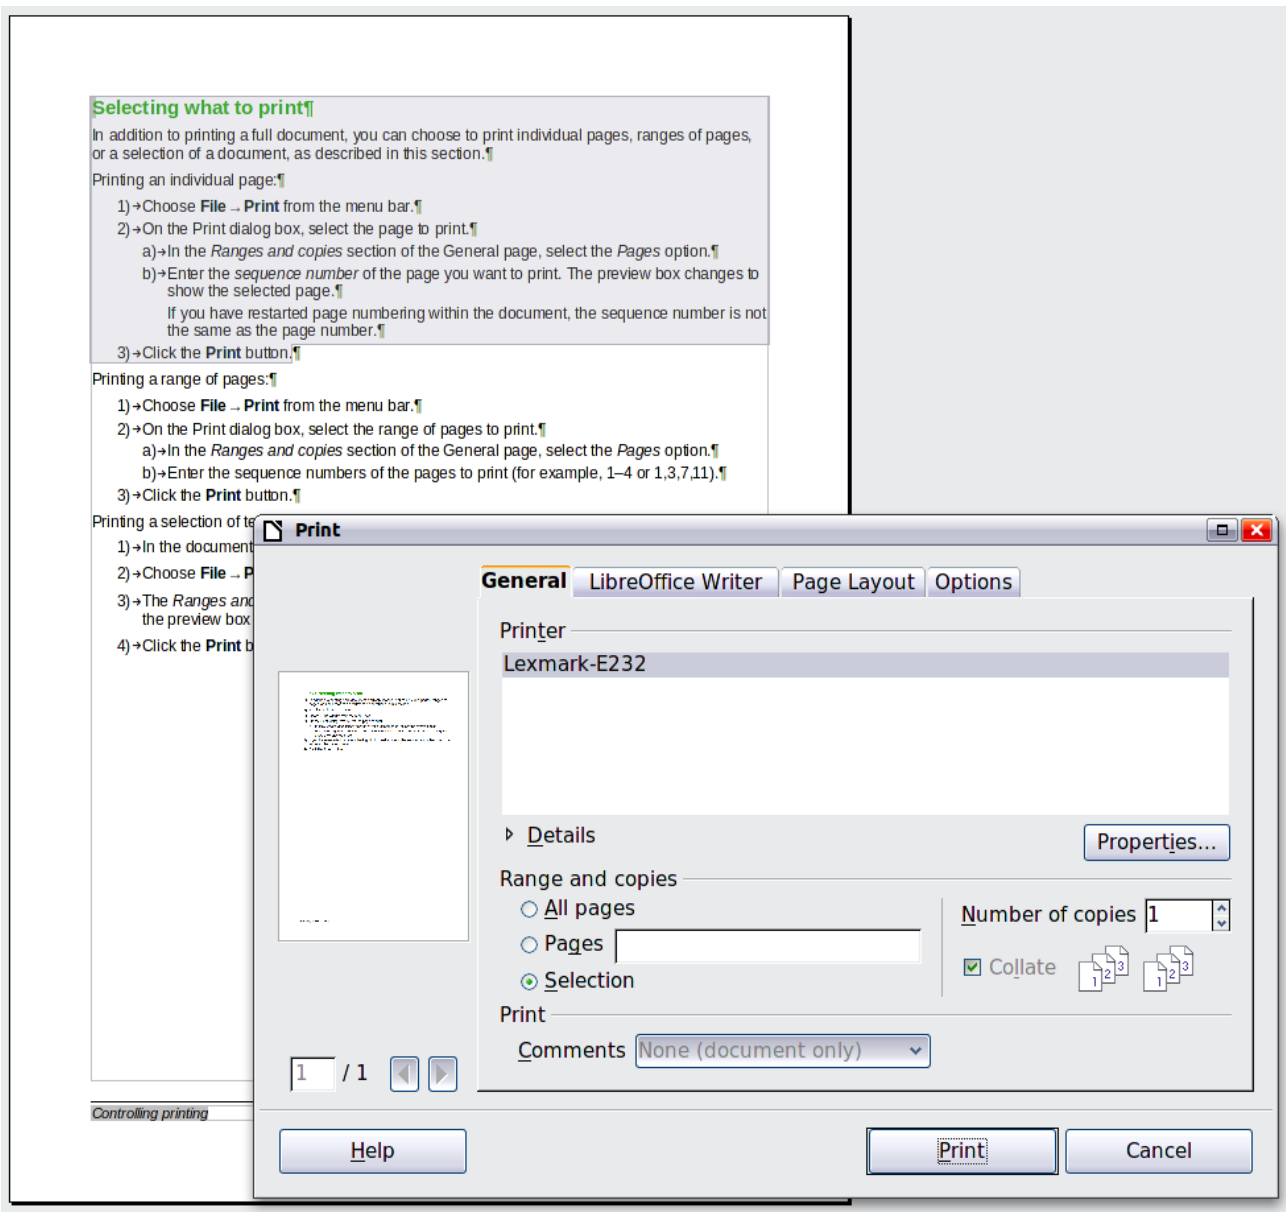 Selecting what to print¶
In addition to printing a full document, you can choose to print individual pages, ranges of pages,
or a selection of a document, as described in this section.¶
Printing an individual page:¶
1)→Choose File → Print from the menu bar.¶
2)→On the Print dialog box, select the page to print.¶
a)→In the Ranges and copies section of the General page, select the Pages option.¶
b)→Enter the sequence number of the page you want to print. The preview box changes to
show the selected page.¶
If you have restarted page numbering within the document, the sequence number is not
the same as the page number.¶
3)→Click the Print button.¶
Printing a range of pages:¶
1)→Choose File → Print from the menu bar.¶
2)→On the Print dialog box, select the range of pages to print.¶
a)→In the Ranges and copies section of the General page, select the Pages option.¶
b)→Enter the sequence numbers of the pages to print (for example, 1–4 or 1,3,7,11).¶
3)→Click the Print button.¶
Printing a selection of te
1)→In the document
2)→Choose File → P
3)→The Ranges and
the preview box
4)→Click the Print b
Controlling printing
Print
General LibreOffice Writer Page Layout Options
Printer
Lexmark-E232
Details
Properties...
Range and copies
All pages
Pages
Selection
Number of copies 1
Collate 1 2 3 1 2 3
Print
Comments None (document only)
1 / 1
Help Print Cancel